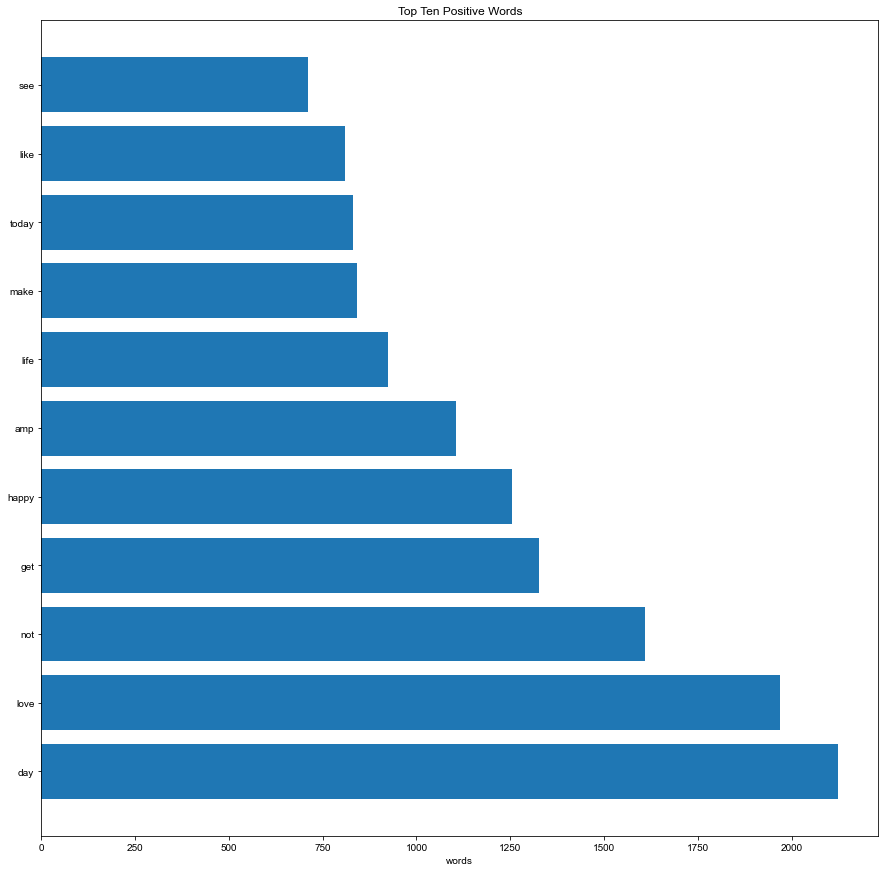 Top Ten Positive Words
see
like
today
make
life
amp
happy
get
not
love
day
0 250 500 750 1000 1250 1500 1750 2000
words